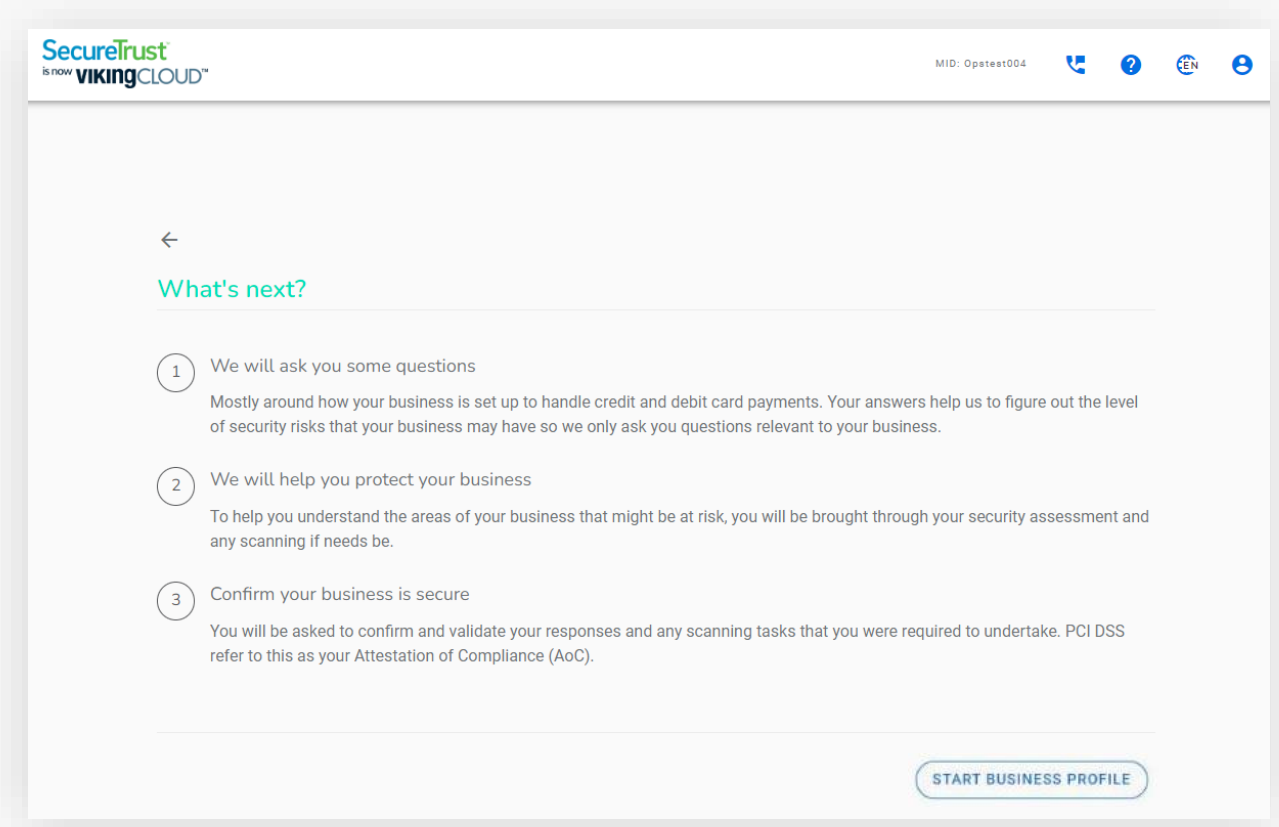 SecureTrust
is now VIKINGCLOUD™
MID: Opstest004
EN
What's next?
1
We will ask you some questions
Mostly around how your business is set up to handle credit and debit card payments. Your answers help us to figure out the level
of security risks that your business may have so we only ask you questions relevant to your business.
2
We will help you protect your business
To help you understand the areas of your business that might be at risk, you will be brought through your security assessment and
any scanning if needs be.
3
Confirm your business is secure
You will be asked to confirm and validate your responses and any scanning tasks that you were required to undertake. PCI DSS
refer to this as your Attestation of Compliance (AoC).
START BUSINESS PROFILE